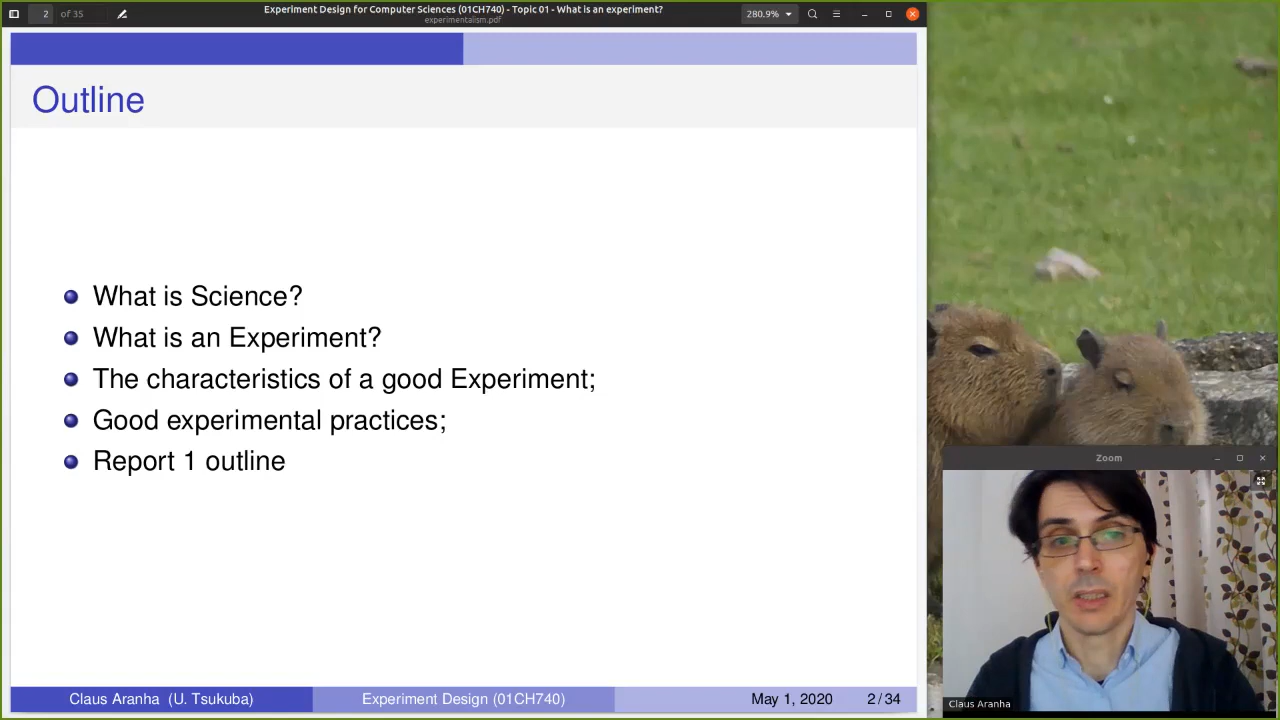 2 of 35
Experiment Design for Computer Sciences (01CH740) - Topic 01 - What is an experiment?
experimentalism.pdf
280.9%
Outline
What is Science?
What is an Experiment?
The characteristics of a good Experiment;
Good experimental practices;
Report 1 outline
Zoom
Claus Aranha
Claus Aranha (U. Tsukuba)
Experiment Design (01CH740)
May 1, 2020
2 / 34